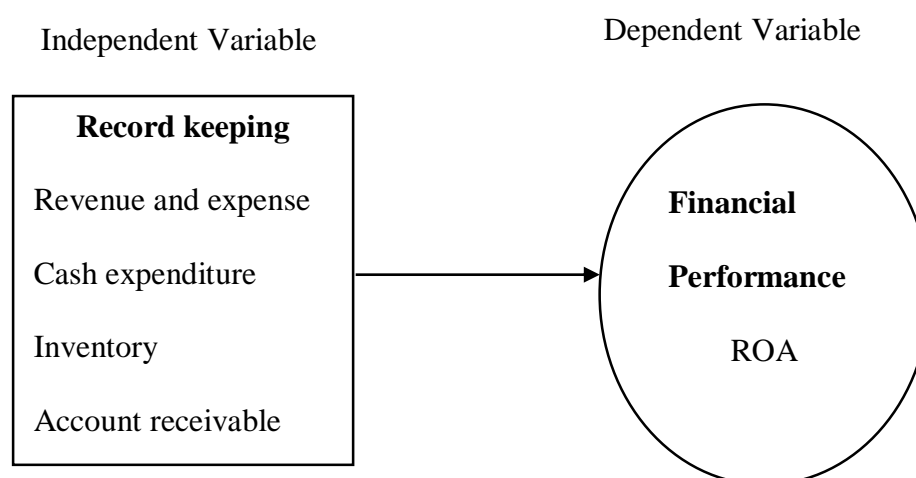 Independent Variable
Dependent Variable
Record keeping
Revenue and expense
Cash expenditure
Inventory
Account receivable
Financial
Performance
ROA